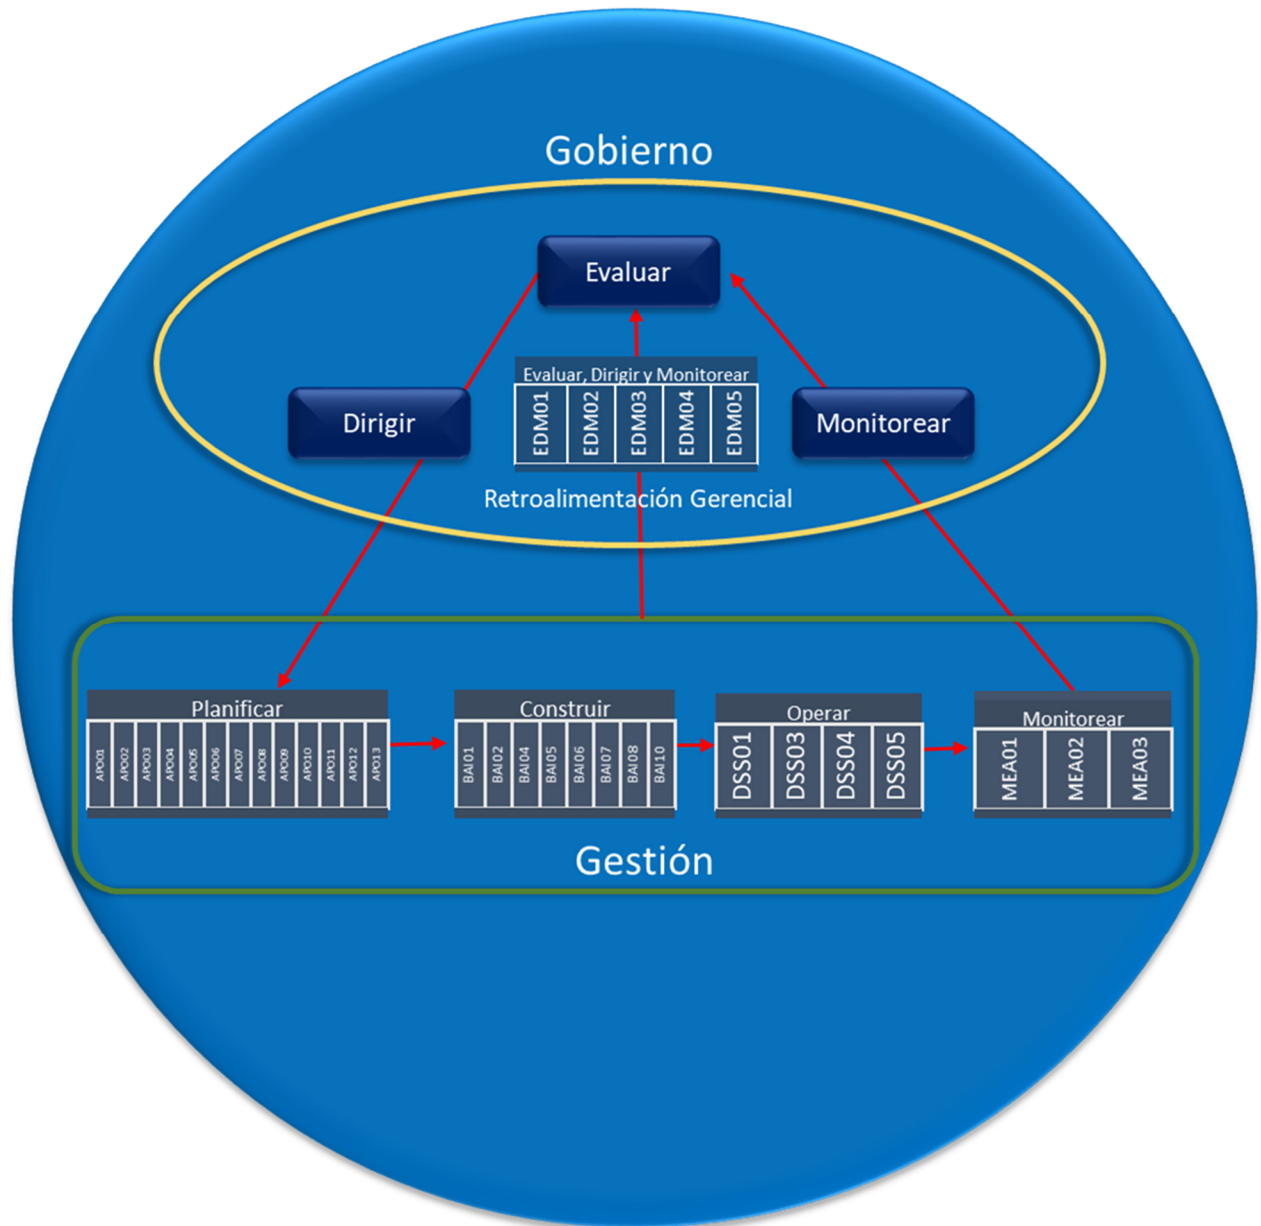 Gobierno
Evaluar
Evaluar, Dirigir y Monitorear
EDM01
EDM02
EDM03
EDM04
EDM05
Dirigir
Monitorear
Retroalimentación Gerencial
Planificar
APO01
APO02
APO03
APO04
APO05
APO06
APO07
APO08
APO09
APO10
APO11
APO12
APO13
Construir
BAI01
BAI02
BAI04
BAI05
BAI06
BAI07
BAI08
BAI10
Operar
DSS01
DSS03
DSS04
DSS05
Monitorear
MEA01
MEA02
MEA03
Gestión